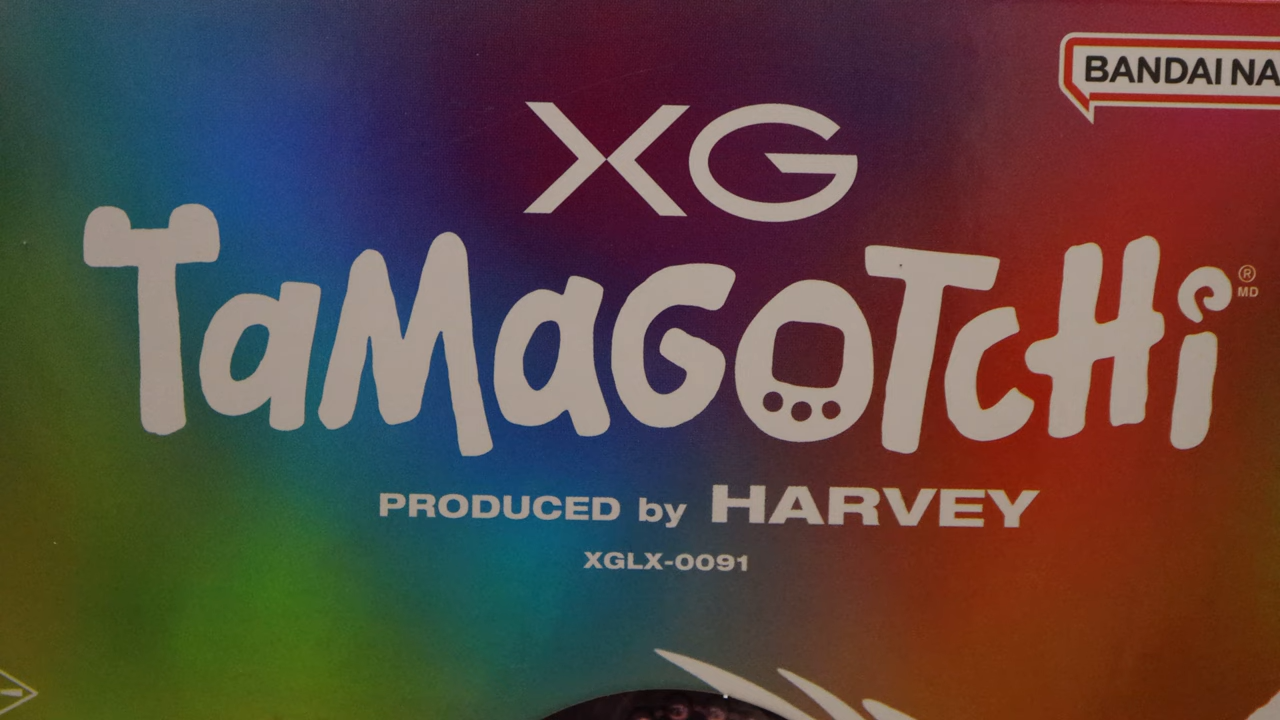 BANDAI NA
XG
TaMaGOTcHi
® MD
PRODUCED by HARVEY
XGLX-0091